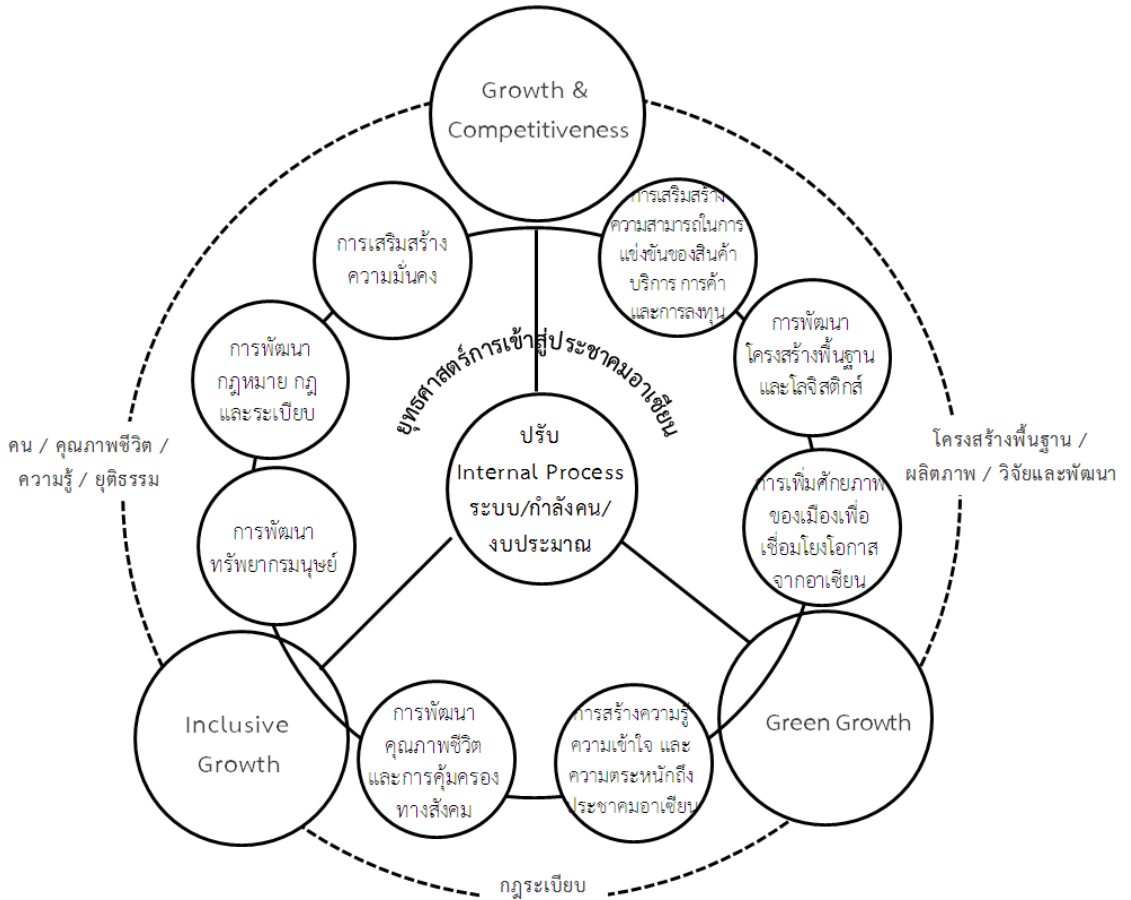 Growth &
Competitiveness
การเสริมสร้าง
ความมั่นคง
การเสริมสร้าง
ความสามารถในการ
แข่งขันของสินค้า
บริการ การค้า
และการลงทุน
การพัฒนา
กฎหมาย กฎ
และระเบียบ
การพัฒนา
โครงสร้างพื้นฐาน
และโลจิสติกส์
ยุทธศาสตร์การเข้าสู่ประชาคมอาเซียน
คน / คุณภาพชีวิต /
ความรู้ / ยุติธรรม
ปรับ
Internal Process
ระบบ/กำลังคน/
งบประมาณ
โครงสร้างพื้นฐาน /
ผลิตภาพ / วิจัยและพัฒนา
การพัฒนา
ทรัพยากรมนุษย์
การเพิ่มศักยภาพ
ของเมืองเพื่อ
เชื่อมโยงโอกาส
จากอาเซียน
Inclusive
Growth
การพัฒนา
คุณภาพชีวิต
และการคุ้มครอง
ทางสังคม
การสร้างความรู้
ความเข้าใจ และ
ความตระหนักถึง
ประชาคมอาเซียน
Green Growth
กฎระเบียบ